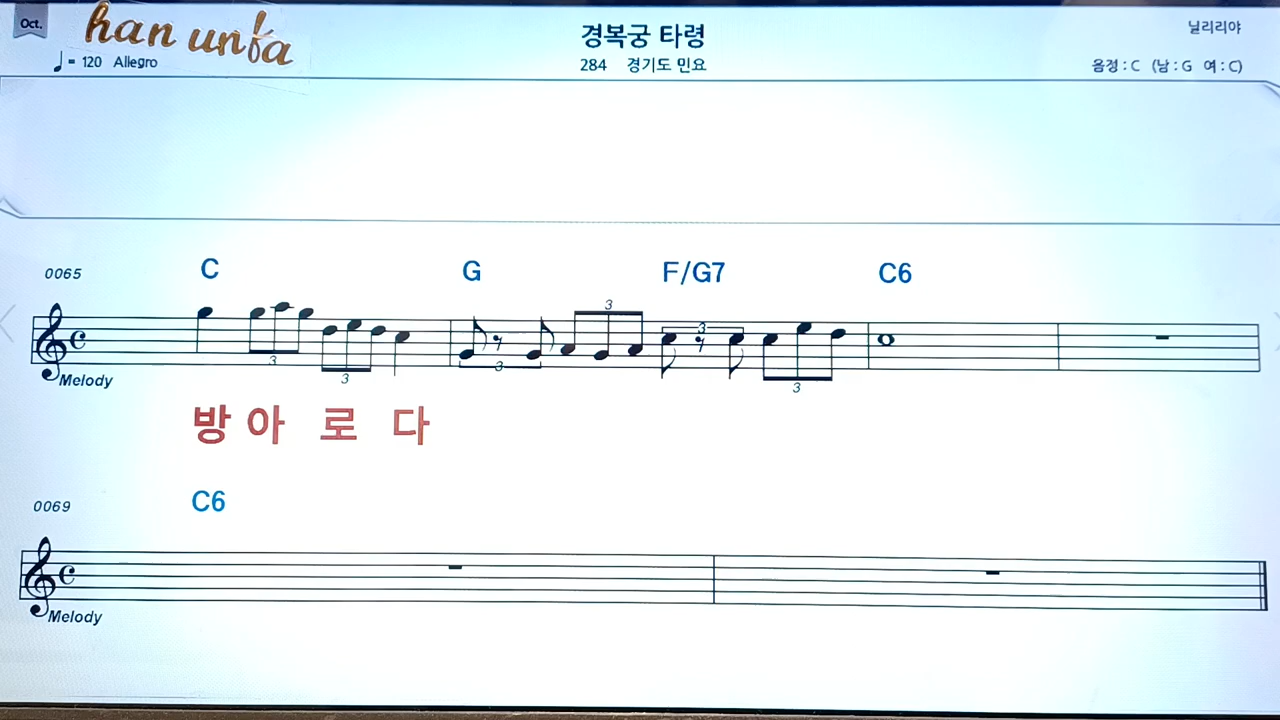 Oct.
han unfa
경복궁 타령
닐리리야
♩ = 120 Allegro
284 경기도 민요
음정 : C (남 : G 여 : C)
0065
C G F/G7 C6
3 3 3 3 3 3
Melody
방 아 로 다
0069
C6
Melody